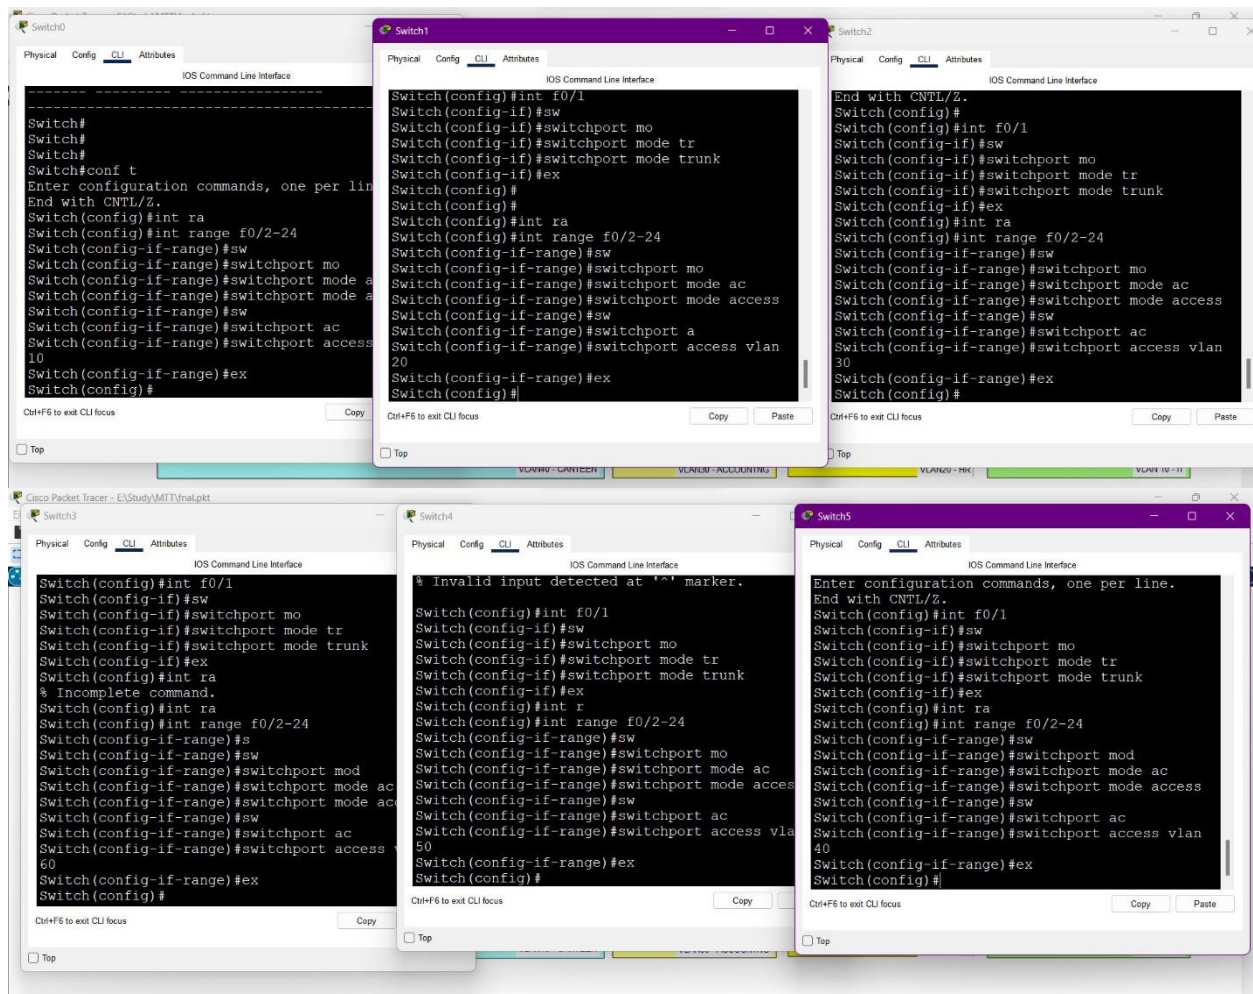 Switch0
Physical Config CLI Attributes
IOS Command Line Interface
------- --------- -----------------
Switch#
Switch#
Switch#
Switch#conf t
Enter configuration commands, one per lin
End with CNTL/Z.
Switch(config)#int ra
Switch(config)#int range f0/2-24
Switch(config-if-range)#sw
Switch(config-if-range)#switchport mo
Switch(config-if-range)#switchport mode a
Switch(config-if-range)#switchport mode a
Switch(config-if-range)#sw
Switch(config-if-range)#switchport ac
Switch(config-if-range)#switchport access
10
Switch(config-if-range)#ex
Switch(config)#
Ctrl+F6 to exit CLI focus
Copy
Top
Switch1
Physical Config CLI Attributes
IOS Command Line Interface
Switch(config)#int f0/1
Switch(config-if)#sw
Switch(config-if)#switchport mo
Switch(config-if)#switchport mode tr
Switch(config-if)#switchport mode trunk
Switch(config-if)#ex
Switch(config)#
Switch(config)#
Switch(config)#int ra
Switch(config)#int range f0/2-24
Switch(config-if-range)#sw
Switch(config-if-range)#switchport mo
Switch(config-if-range)#switchport mode ac
Switch(config-if-range)#switchport mode access
Switch(config-if-range)#sw
Switch(config-if-range)#switchport a
Switch(config-if-range)#switchport access vlan
20
Switch(config-if-range)#ex
Switch(config)#
Ctrl+F6 to exit CLI focus
Copy Paste
Top
Switch2
Physical Config CLI Attributes
IOS Command Line Interface
End with CNTL/Z.
Switch(config)#
Switch(config)#int f0/1
Switch(config-if)#sw
Switch(config-if)#switchport mo
Switch(config-if)#switchport mode tr
Switch(config-if)#switchport mode trunk
Switch(config-if)#ex
Switch(config)#int ra
Switch(config)#int range f0/2-24
Switch(config-if-range)#sw
Switch(config-if-range)#switchport mo
Switch(config-if-range)#switchport mode ac
Switch(config-if-range)#switchport mode access
Switch(config-if-range)#sw
Switch(config-if-range)#switchport ac
Switch(config-if-range)#switchport access vlan
30
Switch(config-if-range)#ex
Switch(config)#
Ctrl+F6 to exit CLI focus
Copy Paste
Top
VLAN40 - CANTEEN VLAN30 - ACCOUNTING VLAN20 - HR VLAN 10 - IT
Cisco Packet Tracer - E:\Study\MTT\fnal.pkt
Switch3
Physical Config CLI Attributes
IOS Command Line Interface
Switch(config)#int f0/1
Switch(config-if)#sw
Switch(config-if)#switchport mo
Switch(config-if)#switchport mode tr
Switch(config-if)#switchport mode trunk
Switch(config-if)#ex
Switch(config)#int ra
% Incomplete command.
Switch(config)#int ra
Switch(config)#int range f0/2-24
Switch(config-if-range)#s
Switch(config-if-range)#sw
Switch(config-if-range)#switchport mod
Switch(config-if-range)#switchport mode ac
Switch(config-if-range)#switchport mode acc
Switch(config-if-range)#sw
Switch(config-if-range)#switchport ac
Switch(config-if-range)#switchport access v
60
Switch(config-if-range)#ex
Switch(config)#
Ctrl+F6 to exit CLI focus
Copy
Top
Switch4
Physical Config CLI Attributes
IOS Command Line Interface
% Invalid input detected at '^' marker.
Switch(config)#int f0/1
Switch(config-if)#sw
Switch(config-if)#switchport mo
Switch(config-if)#switchport mode tr
Switch(config-if)#switchport mode trunk
Switch(config-if)#ex
Switch(config)#int r
Switch(config)#int range f0/2-24
Switch(config-if-range)#sw
Switch(config-if-range)#switchport mo
Switch(config-if-range)#switchport mode ac
Switch(config-if-range)#switchport mode acces
Switch(config-if-range)#sw
Switch(config-if-range)#switchport ac
Switch(config-if-range)#switchport access vla
50
Switch(config-if-range)#ex
Switch(config)#
Ctrl+F6 to exit CLI focus
Copy
Top
Switch5
Physical Config CLI Attributes
IOS Command Line Interface
Enter configuration commands, one per line.
End with CNTL/Z.
Switch(config)#int f0/1
Switch(config-if)#sw
Switch(config-if)#switchport mo
Switch(config-if)#switchport mode tr
Switch(config-if)#switchport mode trunk
Switch(config-if)#ex
Switch(config)#int ra
Switch(config)#int range f0/2-24
Switch(config-if-range)#sw
Switch(config-if-range)#switchport mod
Switch(config-if-range)#switchport mode ac
Switch(config-if-range)#switchport mode access
Switch(config-if-range)#sw
Switch(config-if-range)#switchport ac
Switch(config-if-range)#switchport access vlan
40
Switch(config-if-range)#ex
Switch(config)#
Ctrl+F6 to exit CLI focus
Copy Paste
Top